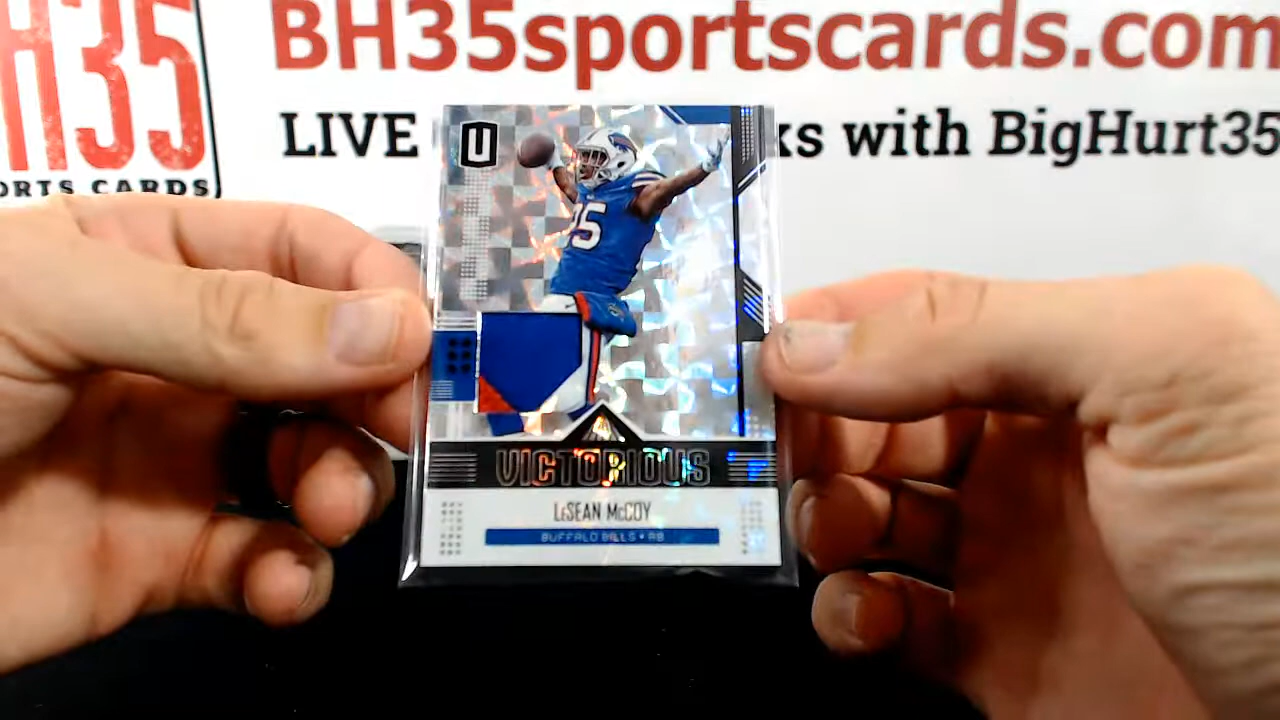 H35
ORTS CARDS
BH35sportscards.com
LIVE ks with BigHurt35
U
25
VICTORIOUS
LeSEAN McCOY
BUFFALO BILLS • RB